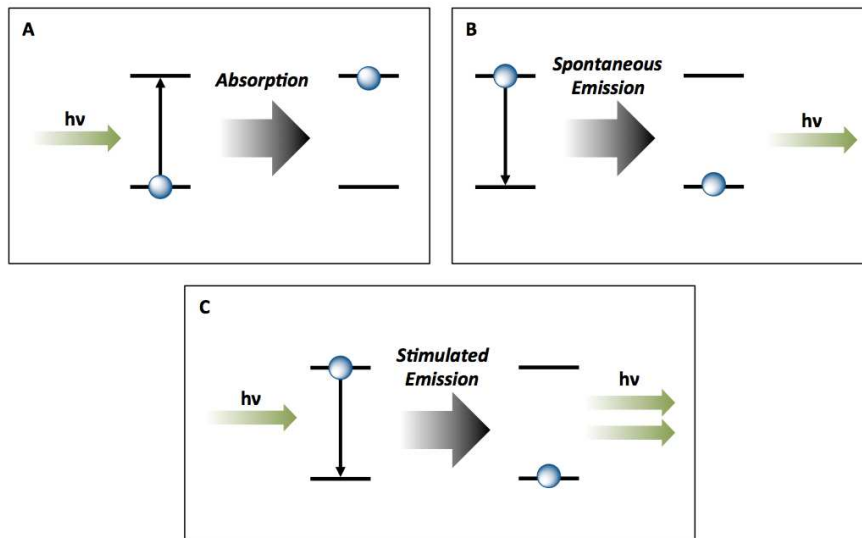 A
hν
Absorption
B
Spontaneous
Emission
hν
C
hν
Stimulated
Emission
hν